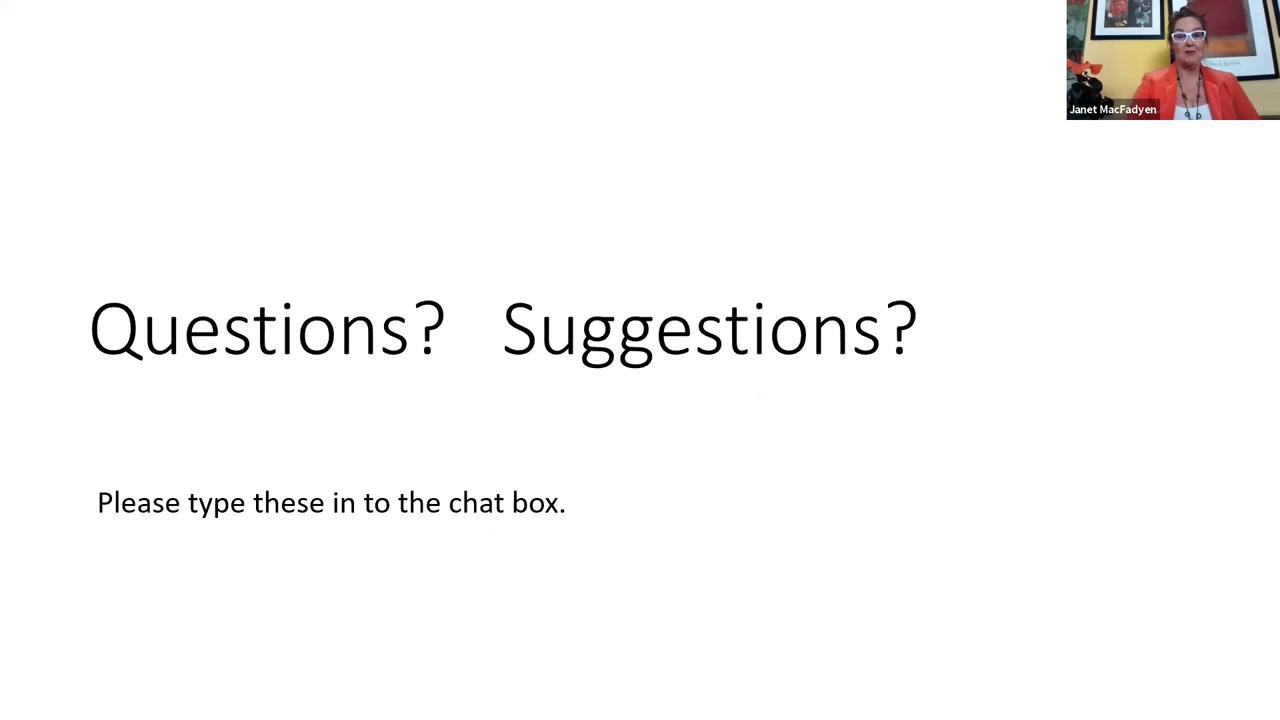 Janet MacFadyen
Questions? Suggestions?
Please type these in to the chat box.